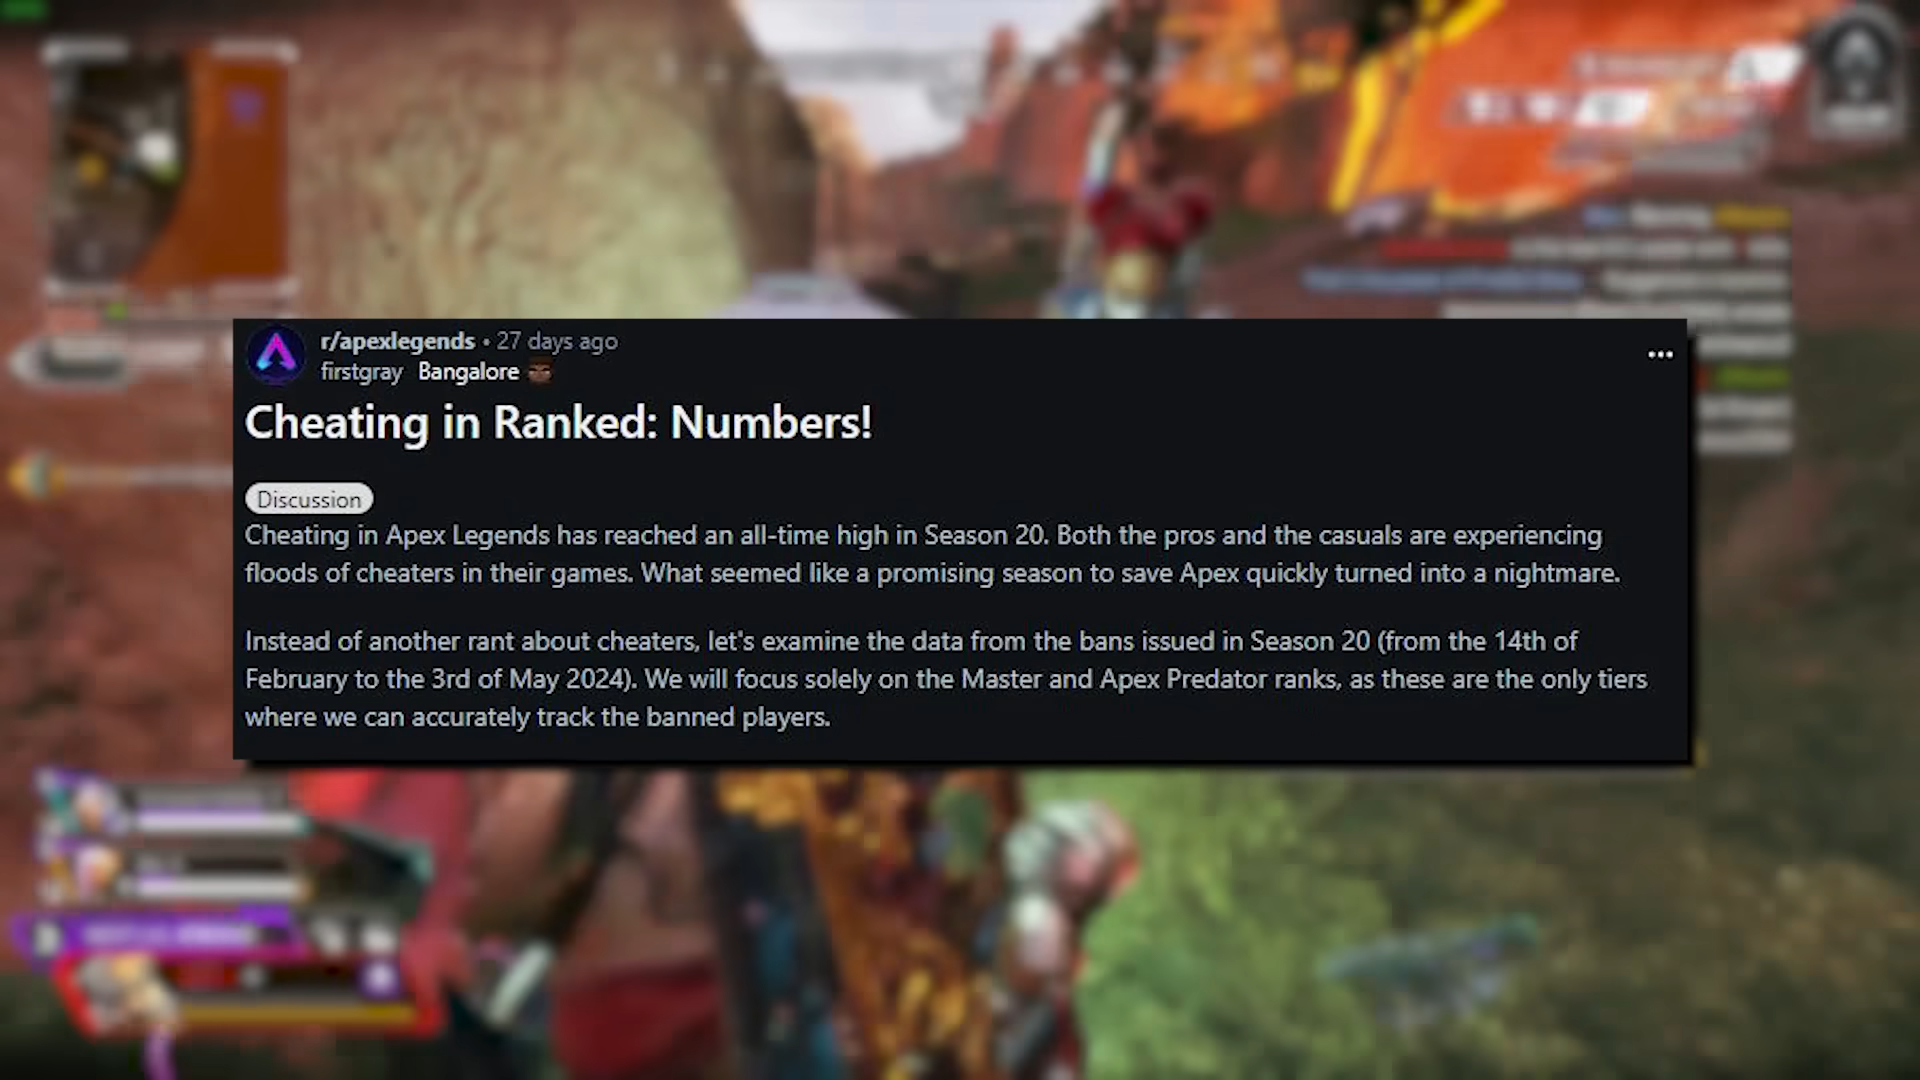 r/apexlegends • 27 days ago
firstgray Bangalore
Cheating in Ranked: Numbers!
Discussion
Cheating in Apex Legends has reached an all-time high in Season 20. Both the pros and the casuals are experiencing
floods of cheaters in their games. What seemed like a promising season to save Apex quickly turned into a nightmare.
Instead of another rant about cheaters, let's examine the data from the bans issued in Season 20 (from the 14th of
February to the 3rd of May 2024). We will focus solely on the Master and Apex Predator ranks, as these are the only tiers
where we can accurately track the banned players.